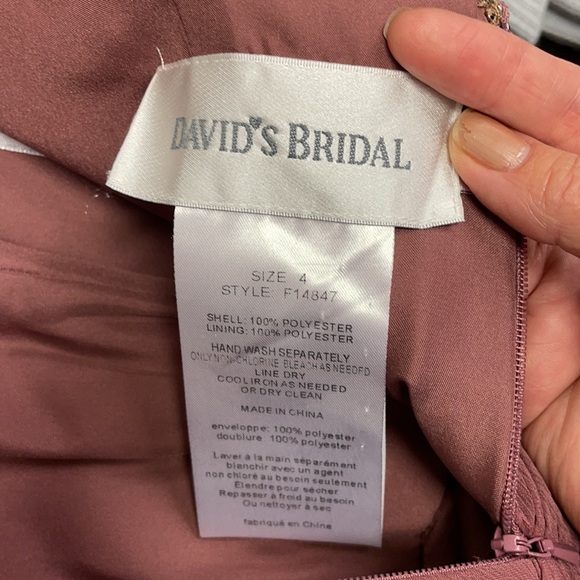 DAVID'S BRIDAL
SIZE 4
STYLE F14847
SHELL: 100% POLYESTER
LINING: 100% POLYESTER
HAND WASH SEPARATELY
ONLY NON-CHLORINE BLEACH AS NEEDED
LINE DRY
COOL IRON AS NEEDED
OR DRY CLEAN
MADE IN CHINA
enveloppe: 100% polyester
doublure 100% polyester
Laver à la main séparément
blanchir avec un agent
non chloré au besoin seulement
Étendre pour sécher
Repasser à froid au besoin
Ou nettoyer à sec
fabriqué en Chine